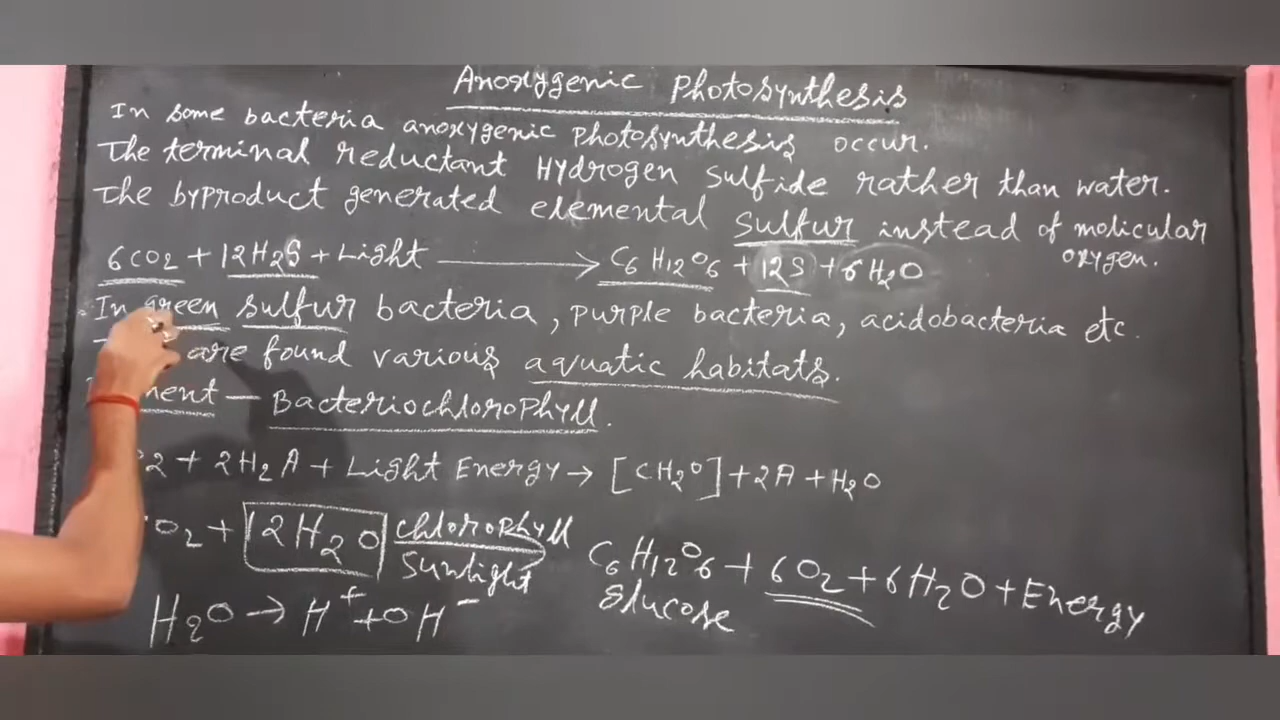 Anoxygenic Photosynthesis
In some bacteria anoxygenic photosynthesis occur.
The terminal reductant Hydrogen sulfide rather than water.
The byproduct generated elemental sulfur instead of molicular
oxygen.
6CO2 + 12H2S + Light → C6H12O6 + 12S + 6H2O
In green sulfur bacteria, purple bacteria, acidobacteria etc.
are found various aquatic habitats.
ment — Bacteriochlorophyll.
2 + 2H2A + Light Energy → [CH2O] + 2A + H2O
O2 + 12H2O chlorophyll
Sunlight
C6H12O6 + 6O2 + 6H2O + Energy
Glucose
H2O → H+ + OH-